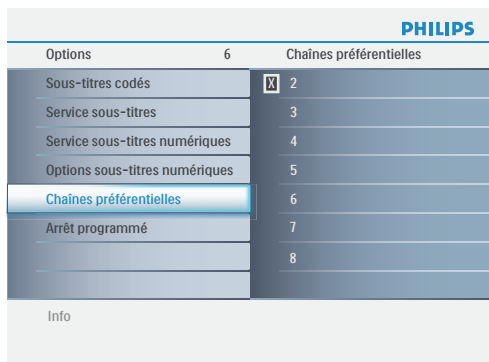 PHILIPS
Options 6 Chaînes préférentielles
Sous-titres codés X 2
Service sous-titres 3
Service sous-titres numériques 4
Options sous-titres numériques 5
Chaînes préférentielles 6
Arrêt programmé 7
8
Info